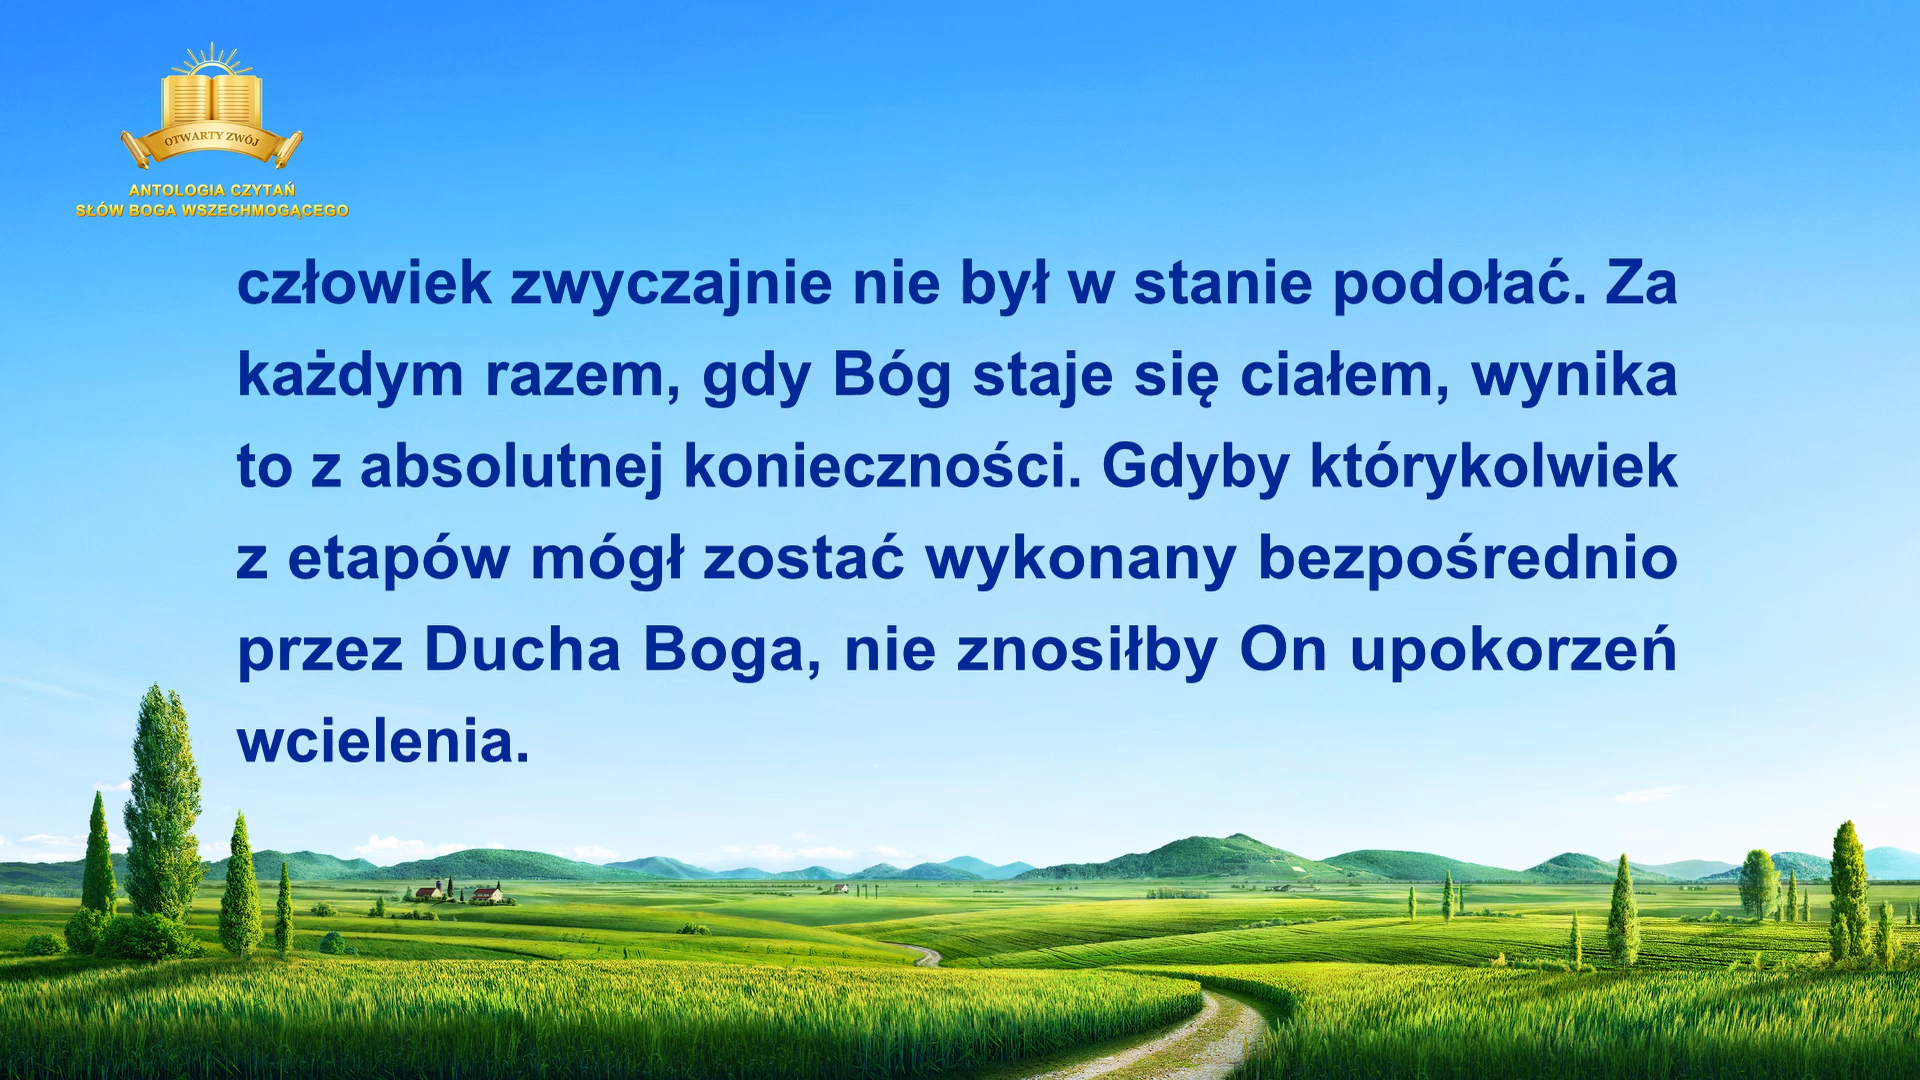 OTWARTY ZWÓJ
ANTOLOGIA CZYTAŃ
SŁÓW BOGA WSZECHMOGĄCEGO
człowiek zwyczajnie nie był w stanie podołać. Za
każdym razem, gdy Bóg staje się ciałem, wynika
to z absolutnej konieczności. Gdyby którykolwiek
z etapów mógł zostać wykonany bezpośrednio
przez Ducha Boga, nie znosiłby On upokorzeń
wcielenia.